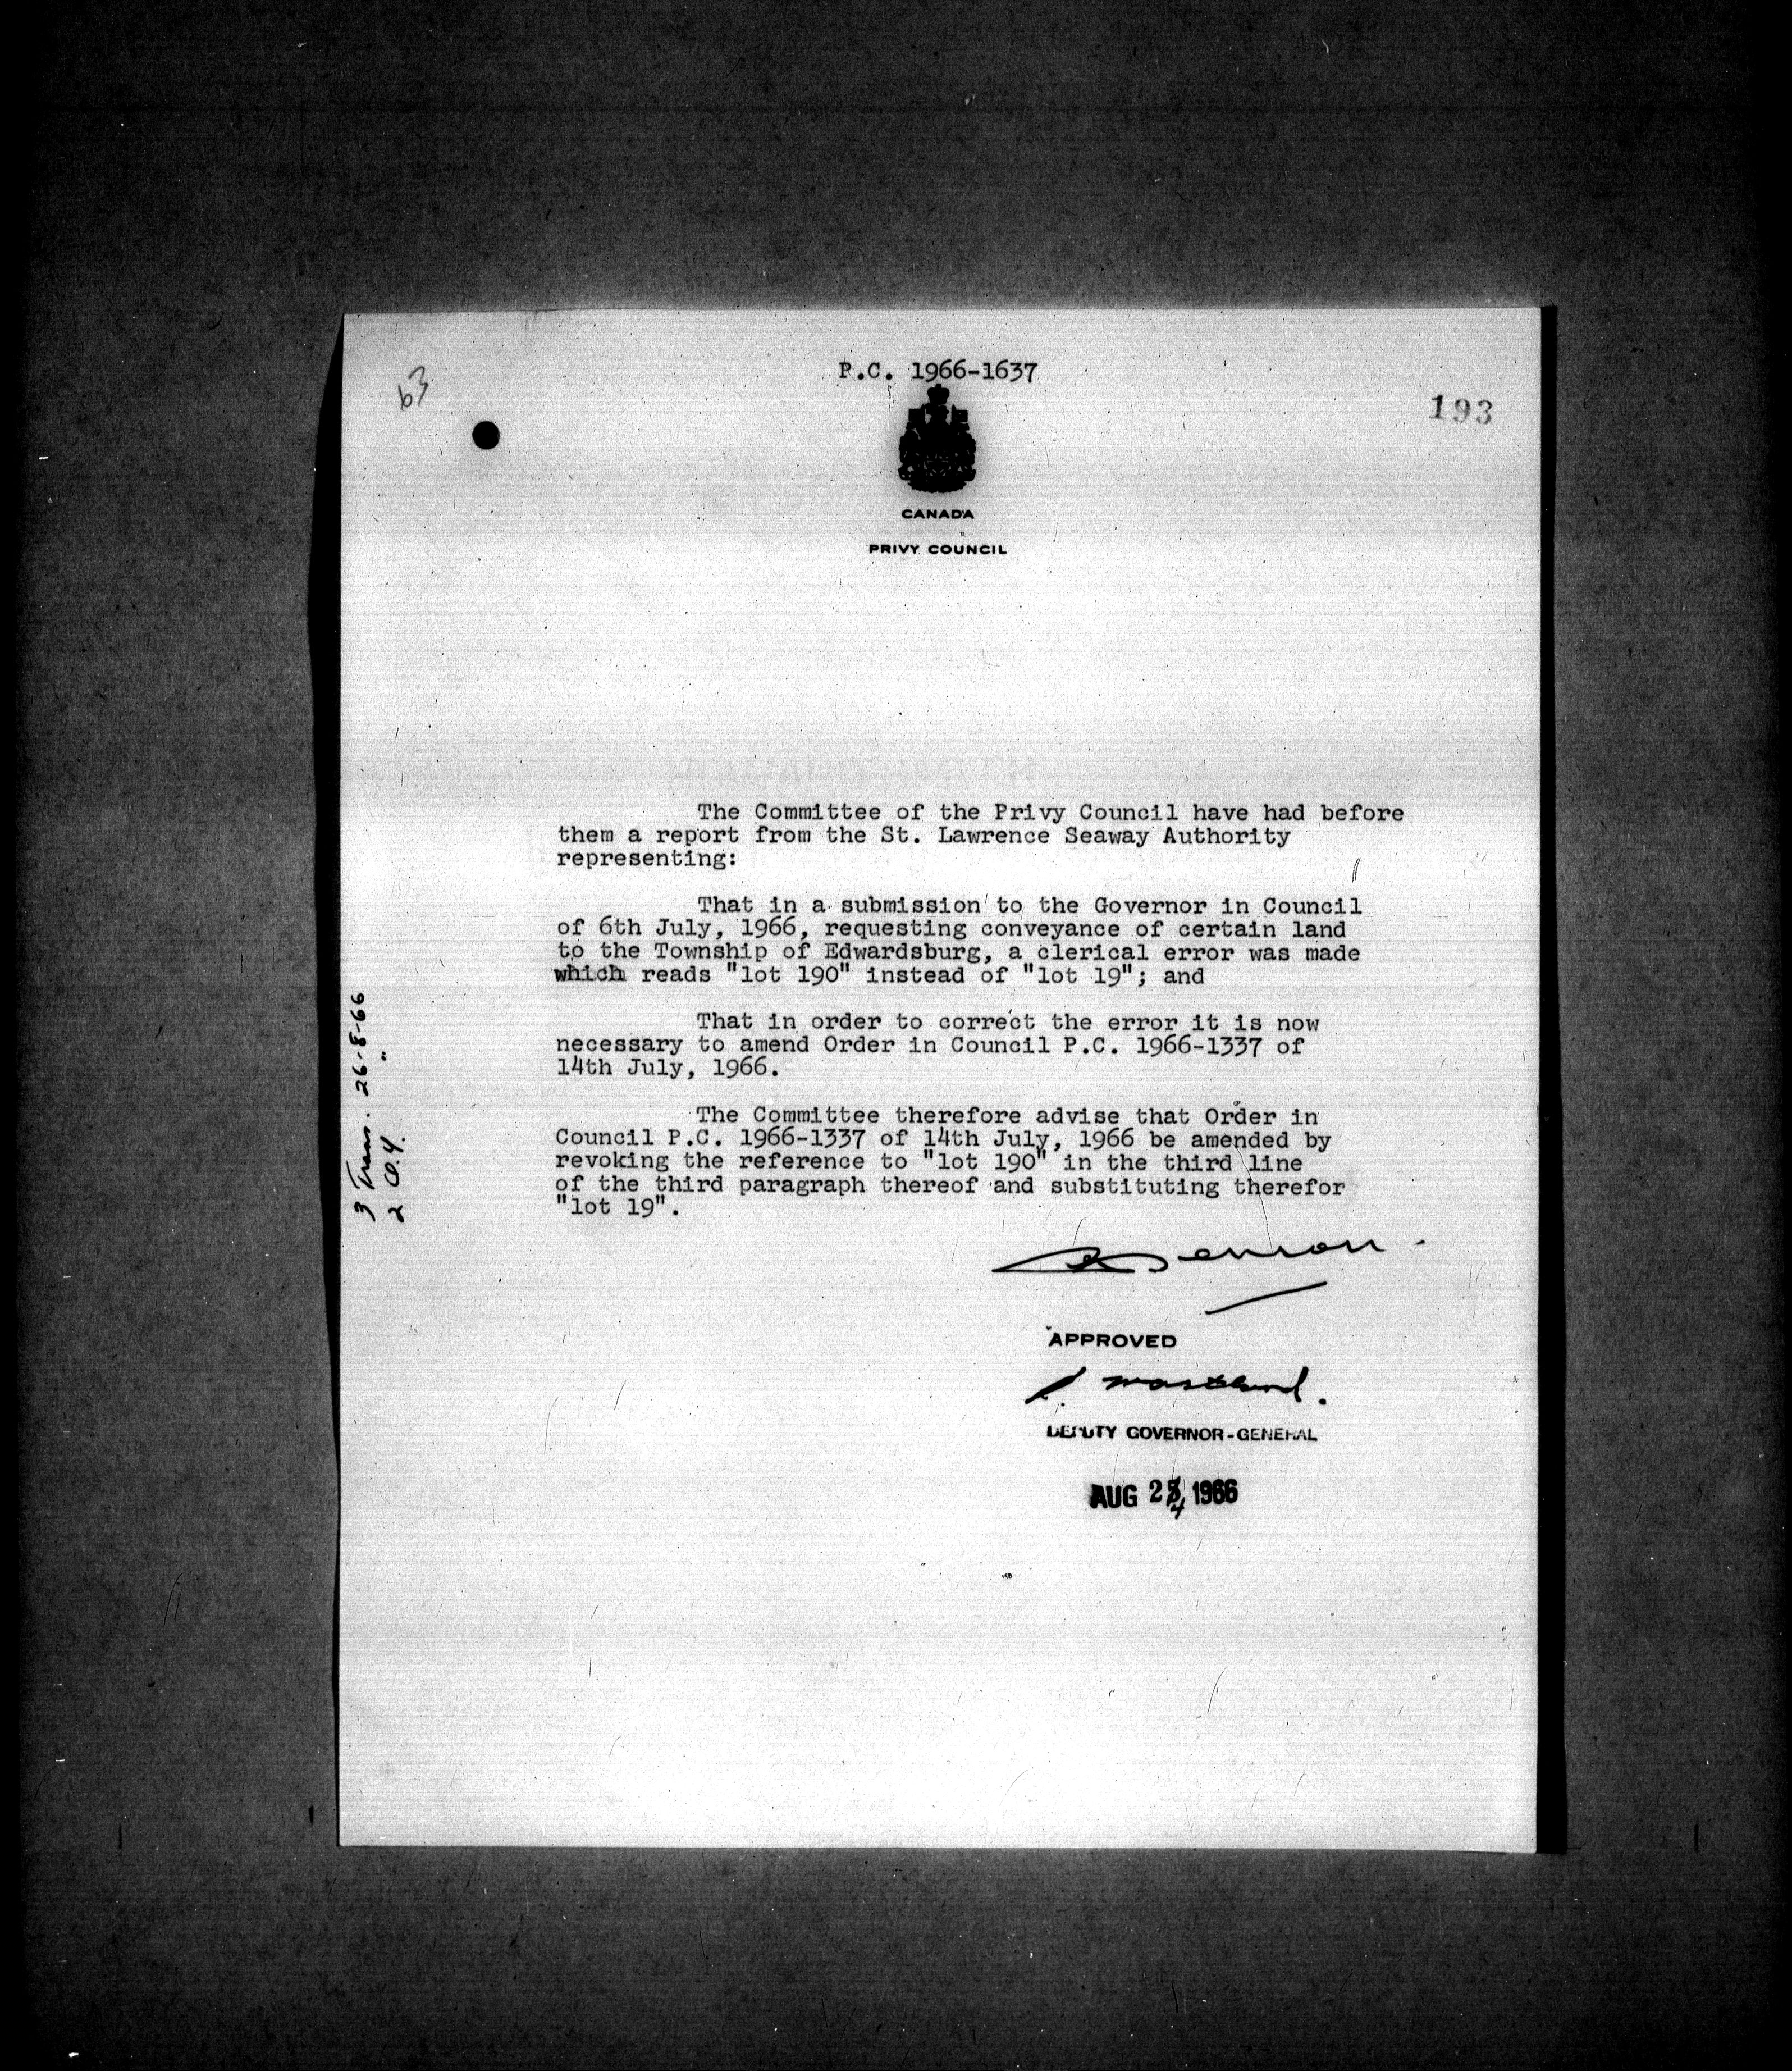 P.C. 1966-1637
63
193
CANADA
PRIVY COUNCIL
The Committee of the Privy Council have had before
them a report from the St. Lawrence Seaway Authority
representing:
That in a submission to the Governor in Council
of 6th July, 1966, requesting conveyance of certain land
to the Township of Edwardsburg, a clerical error was made
which reads "lot 190" instead of "lot 19"; and
That in order to correct the error it is now
necessary to amend Order in Council P.C. 1966-1337 of
14th July, 1966.
The Committee therefore advise that Order in
Council P.C. 1966-1337 of 14th July, 1966 be amended by
revoking the reference to "lot 190" in the third line
of the third paragraph thereof and substituting therefor
"lot 19".
3 Trans. 26-8-66
2 O.Y. "
APPROVED
DEPUTY GOVERNOR-GENERAL
AUG 24 1966